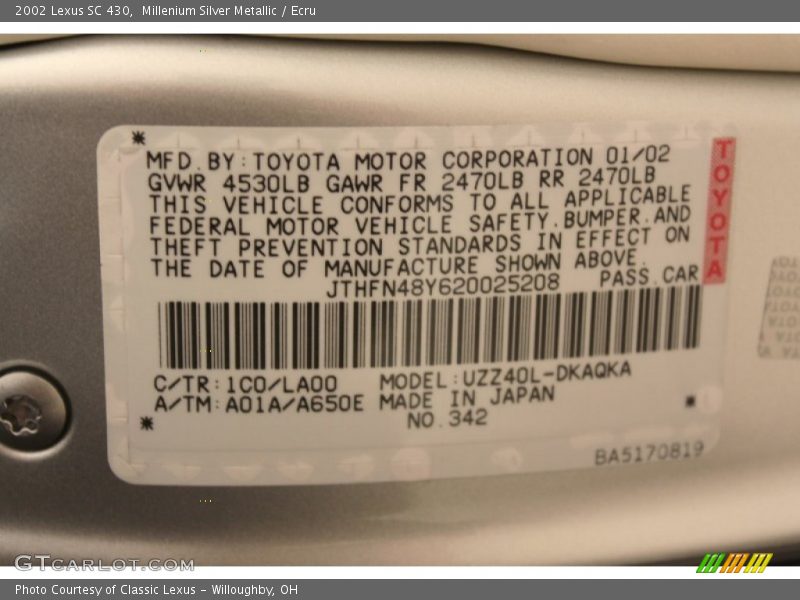 2002 Lexus SC 430,  Millenium Silver Metallic / Ecru
MFD. BY: TOYOTA MOTOR CORPORATION 01/02
GVWR 4530LB GAWR FR 2470LB RR 2470LB
THIS VEHICLE CONFORMS TO ALL APPLICABLE
FEDERAL MOTOR VEHICLE SAFETY. BUMPER. AND
THEFT PREVENTION STANDARDS IN EFFECT ON
THE DATE OF MANUFACTURE SHOWN ABOVE.
JTHFN48Y620025208 PASS. CAR
TOYOTA
C/TR: 1C0/LA00 MODEL: UZZ40L-DKAQKA
A/TM: A01A/A650E MADE IN JAPAN
NO. 342
BA5170819
GTCarLot.com
Photo Courtesy of Classic Lexus - Willoughby, OH